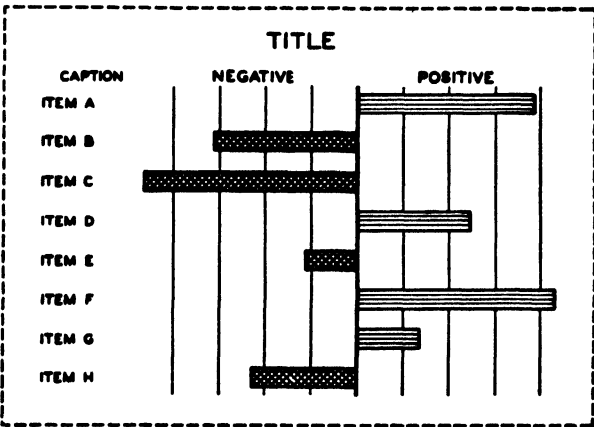 TITLE
CAPTION NEGATIVE POSITIVE
ITEM A
ITEM B
ITEM C
ITEM D
ITEM E
ITEM F
ITEM G
ITEM H